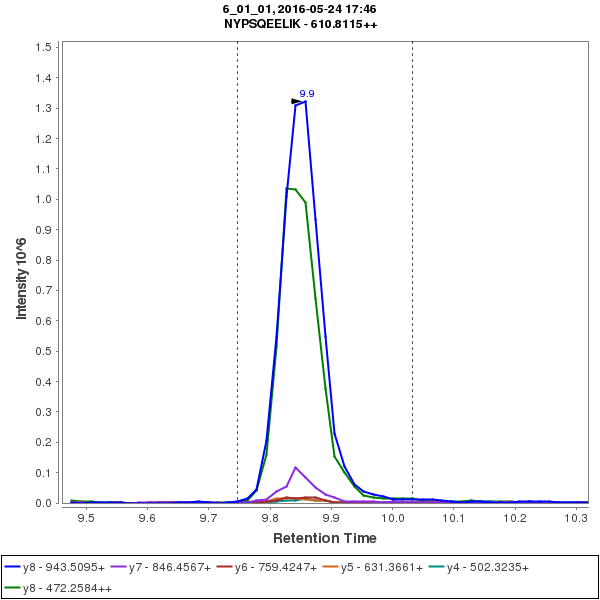 6_01_01, 2016-05-24 17:46
NYPSQEELIK - 610.8115++
Intensity 10^6
1.5
1.4
1.3
1.2
1.1
1.0
0.9
0.8
0.7
0.6
0.5
0.4
0.3
0.2
0.1
0.0
9.9
9.5 9.6 9.7 9.8 9.9 10.0 10.1 10.2 10.3
Retention Time
y8 - 943.5095+ y7 - 846.4567+ y6 - 759.4247+ y5 - 631.3661+ y4 - 502.3235+
y8 - 472.2584++